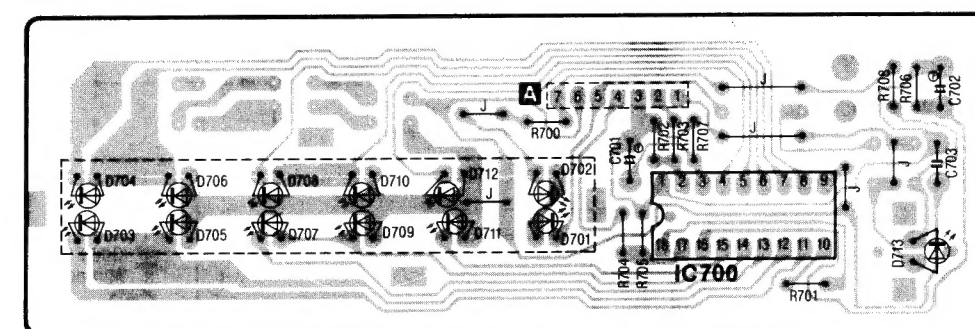 A
7 6 5 4 3 2 1
J
R700
J
J
R708
R706
C702
C701
R702
R703
R707
J
C703
D704
D706
D708
D710
D712
D702
J
J
1 2 3 4 5 6 7 8 9
D703
D705
D707
D709
D711
D701
R704
18 17 16 15 14 13 12 11 10
IC700
D713
R701